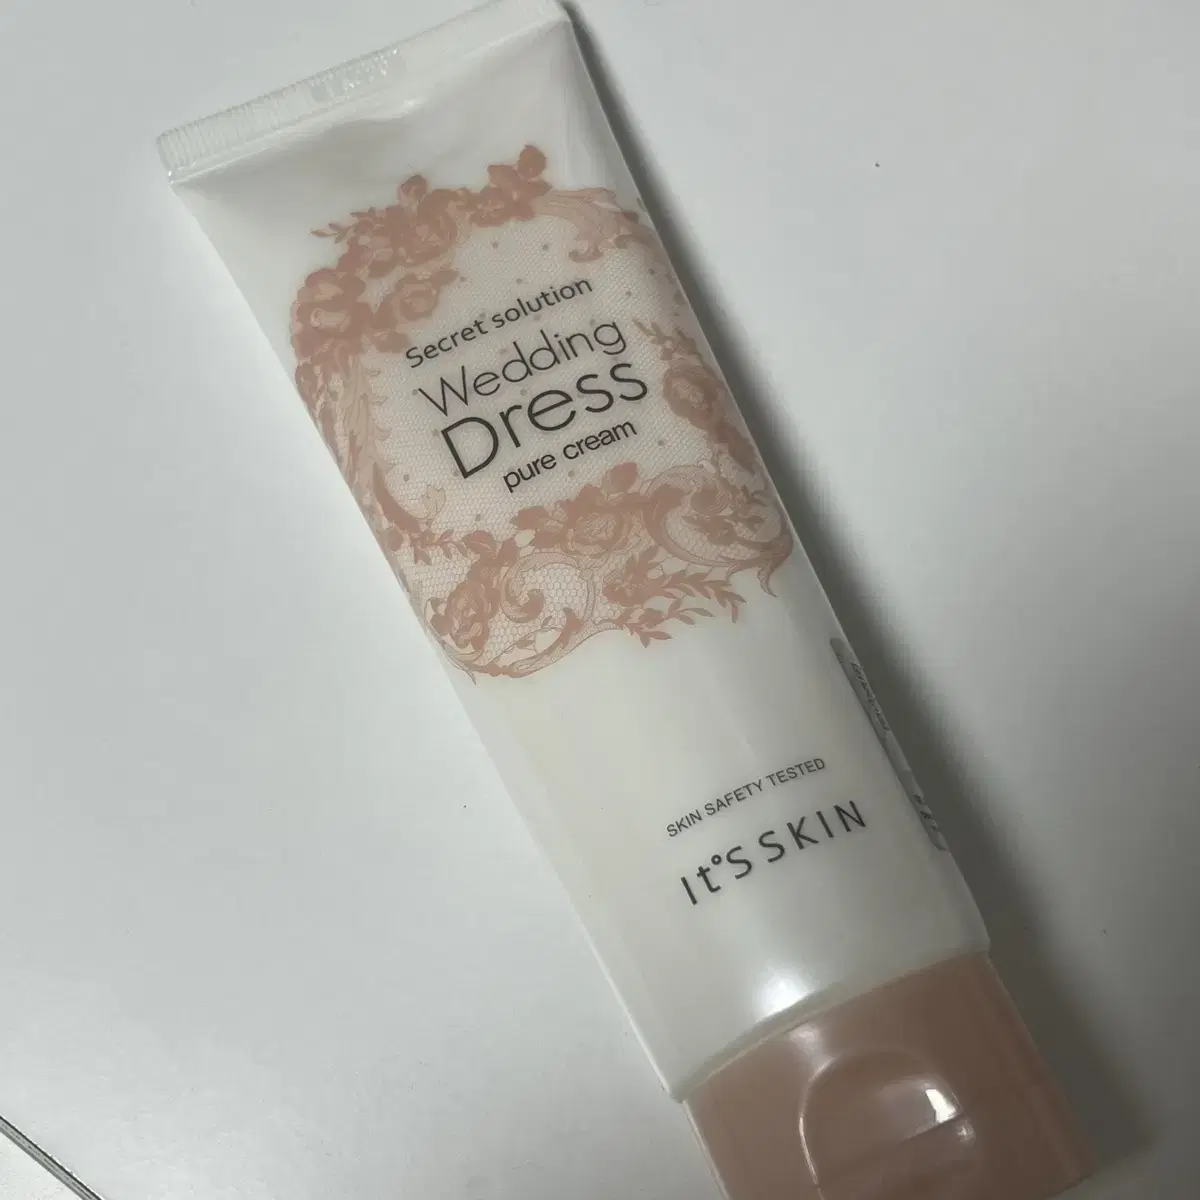 Secret solution
Wedding
Dress
pure cream
SKIN SAFETY TESTED
It°S SKIN